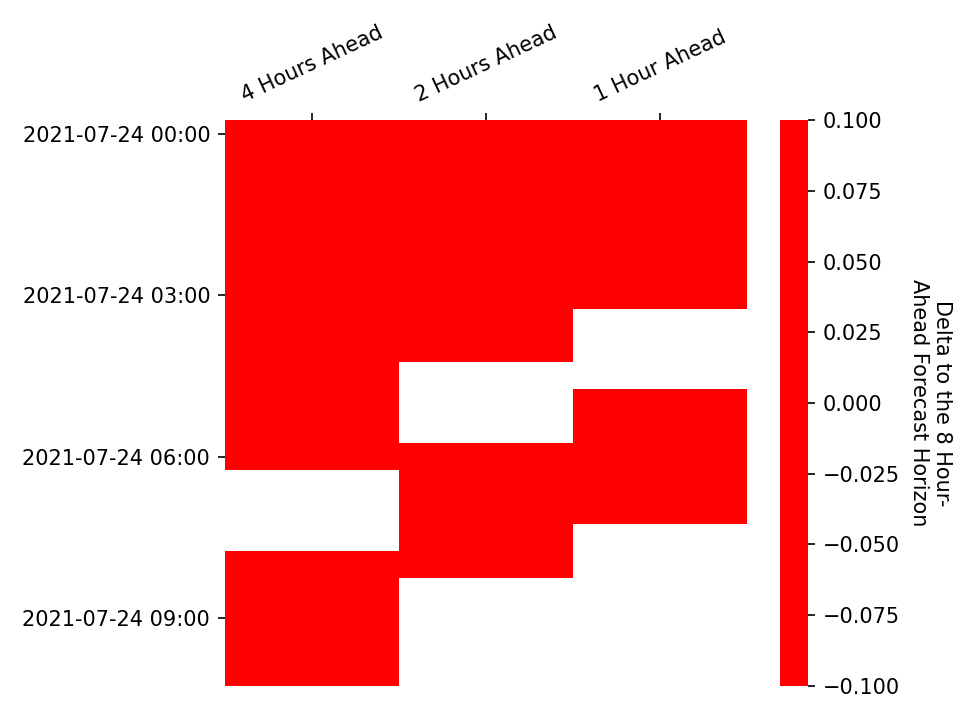 4 Hours Ahead
2 Hours Ahead
1 Hour Ahead
2021-07-24 00:00
2021-07-24 03:00
2021-07-24 06:00
2021-07-24 09:00
0.100
0.075
0.050
0.025
0.000
−0.025
−0.050
−0.075
−0.100
Delta to the 8 Hour-
Ahead Forecast Horizon